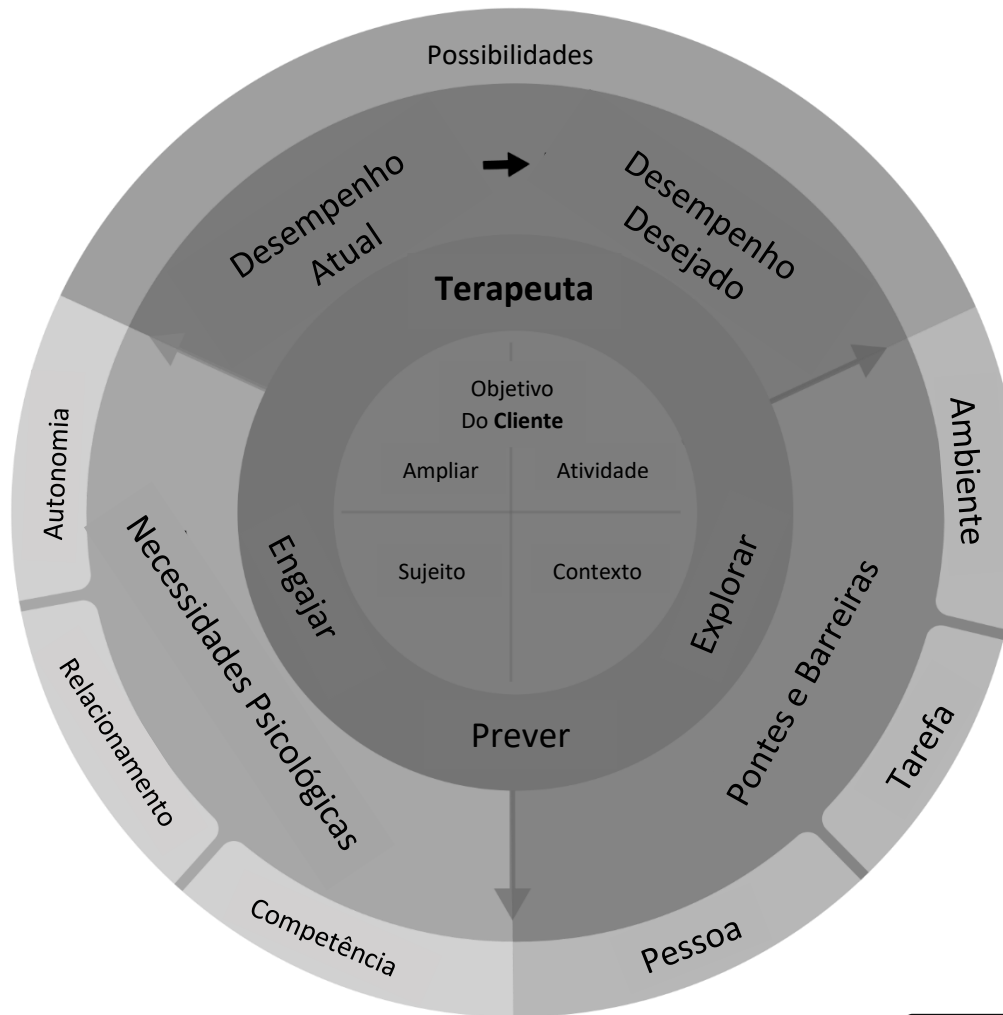 Possibilidades
Desempenho
Atual
Desempenho
Desejado
Terapeuta
Objetivo
Do Cliente
Ampliar
Atividade
Sujeito
Contexto
Engajar
Explorar
Prever
Necessidades Psicológicas
Pontes e Barreiras
Autonomia
Relacionamento
Competência
Ambiente
Tarefa
Pessoa